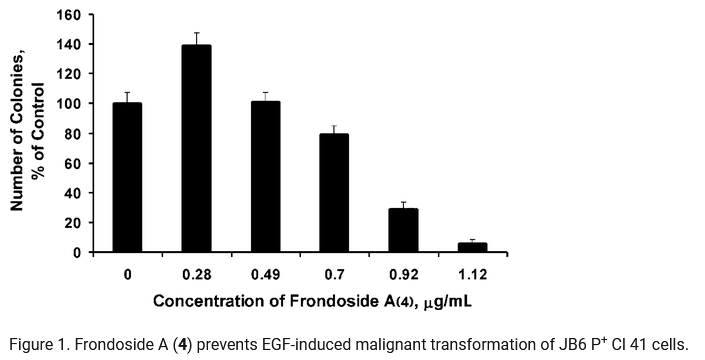 160
140
120
100
80
60
40
20
0
Number of Colonies,
% of Control
0 0.28 0.49 0.7 0.92 1.12
Concentration of Frondoside A(4), μg/mL
Figure 1. Frondoside A (4) prevents EGF-induced malignant transformation of JB6 P⁺ Cl 41 cells.